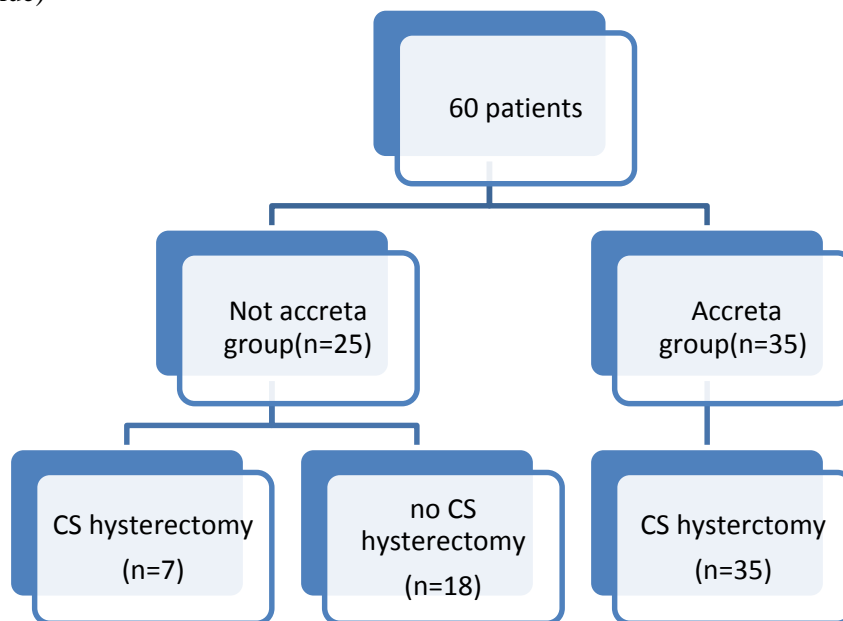 60 patients
Not accreta
group(n=25)
Accreta
group(n=35)
CS hysterectomy
(n=7)
no CS
hysterectomy
(n=18)
CS hysterctomy
(n=35)